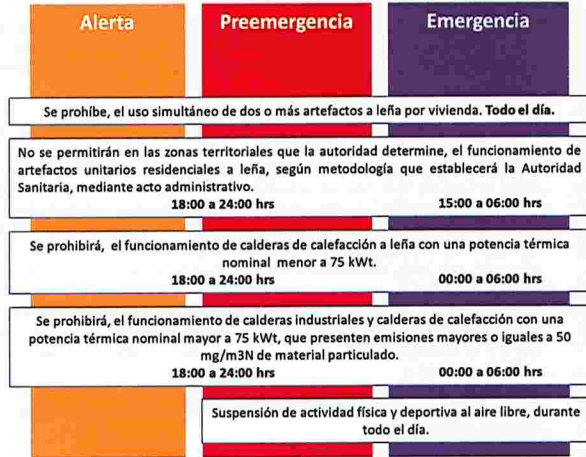 Alerta
Preemergencia
Emergencia
Se prohíbe, el uso simultáneo de dos o más artefactos a leña por vivienda. Todo el día.
No se permitirán en las zonas territoriales que la autoridad determine, el funcionamiento de
artefactos unitarios residenciales a leña, según metodología que establecerá la Autoridad
Sanitaria, mediante acto administrativo.
18:00 a 24:00 hrs
15:00 a 06:00 hrs
Se prohibirá, el funcionamiento de calderas de calefacción a leña con una potencia térmica
nominal menor a 75 kWt.
18:00 a 24:00 hrs
00:00 a 06:00 hrs
Se prohibirá, el funcionamiento de calderas industriales y calderas de calefacción con una
potencia térmica nominal mayor a 75 kWt, que presenten emisiones mayores o iguales a 50
mg/m3N de material particulado.
18:00 a 24:00 hrs
00:00 a 06:00 hrs
Suspensión de actividad física y deportiva al aire libre, durante
todo el día.